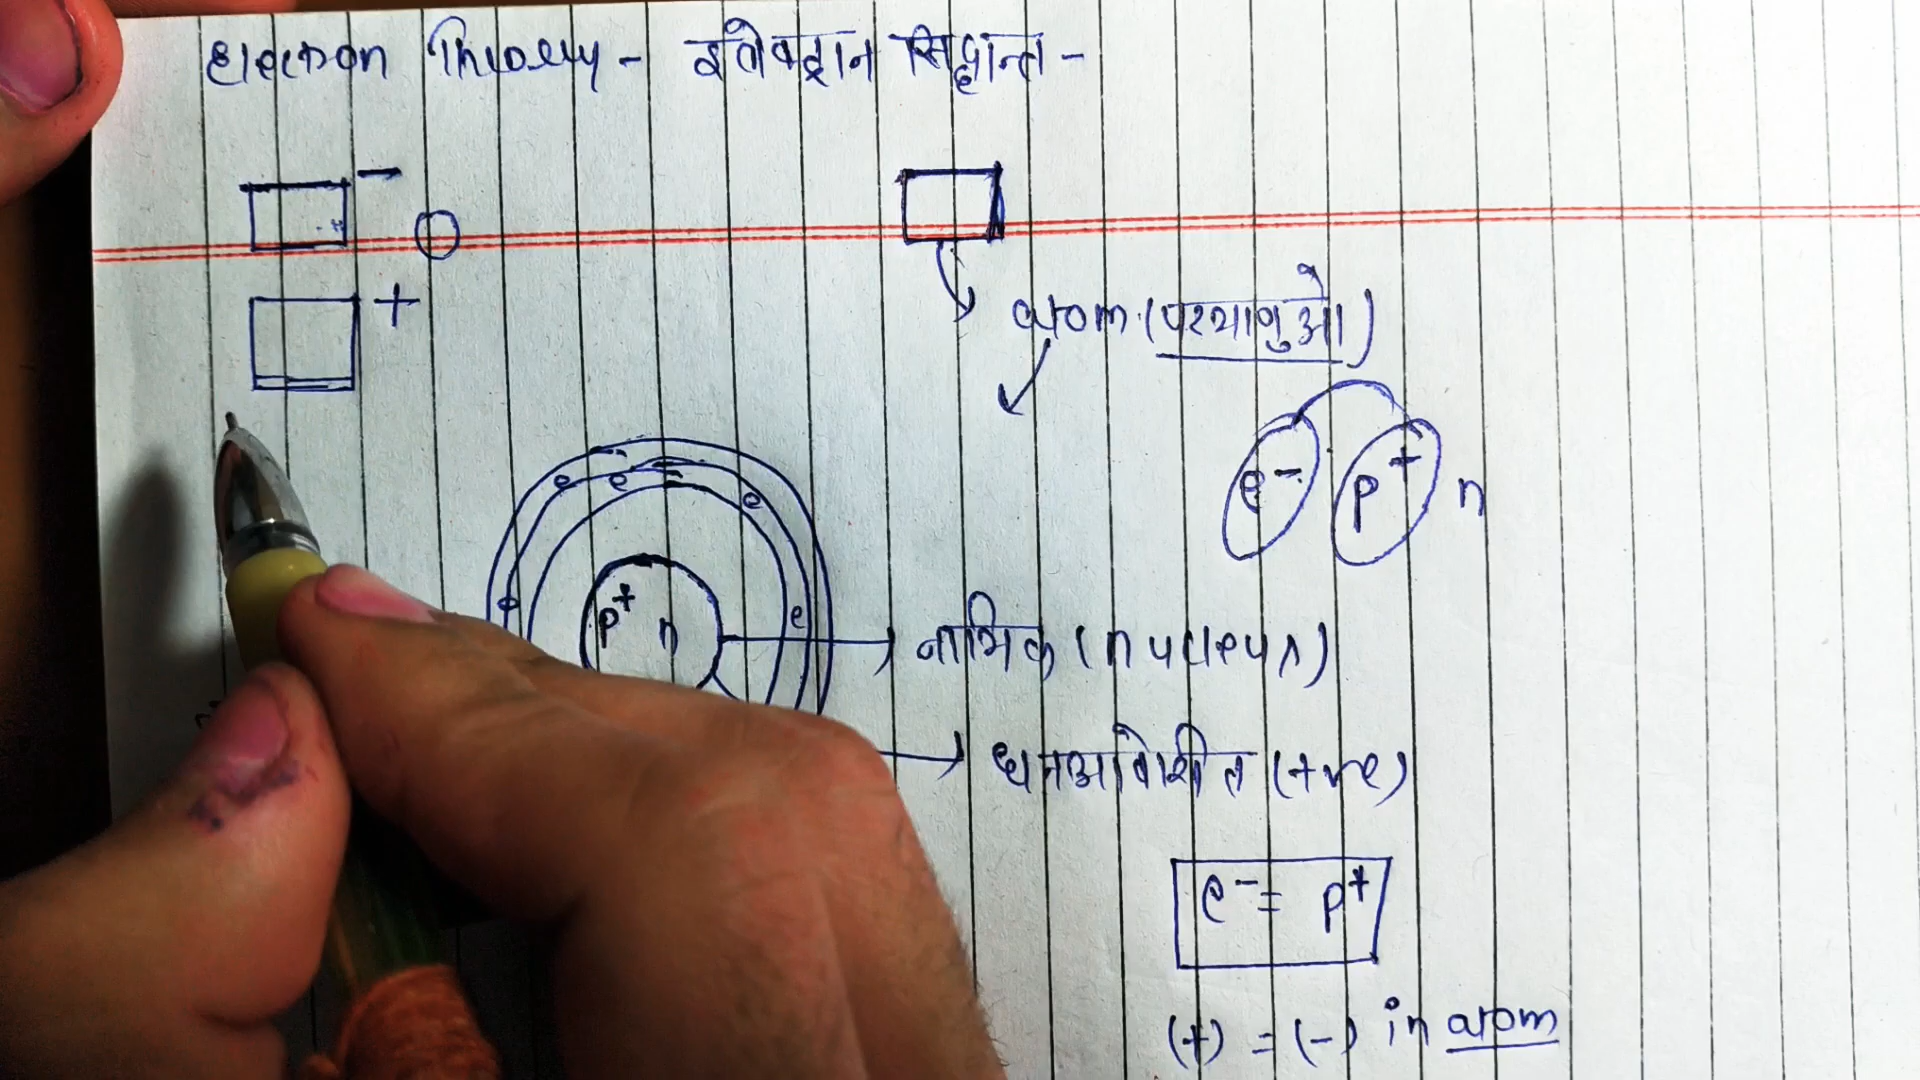 Electron Theory - इलेक्ट्रान सिद्धान्त -
-
+
atom (परमाणुओ)
e- p+ n
e e e
e
p+ n
नाभिक (nucleus)
धनआवेशीत (+ve)
e- = p+
(+) = (-) in atom